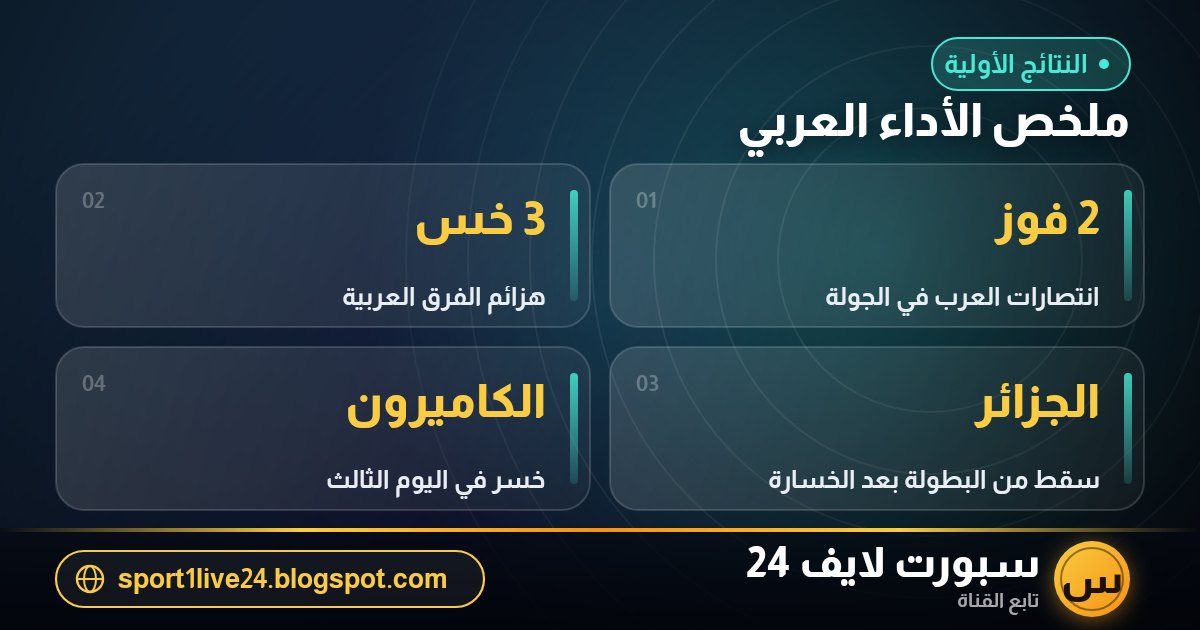 النتائج الأولية
ملخص الأداء العربي
01
2 فوز
انتصارات العرب في الجولة
02
3 خس
هزائم الفرق العربية
03
الجزائر
سقط من البطولة بعد الخسارة
04
الكاميرون
خسر في اليوم الثالث
س
سبورت لايف 24
تابع القناة
sport1live24.blogspot.com